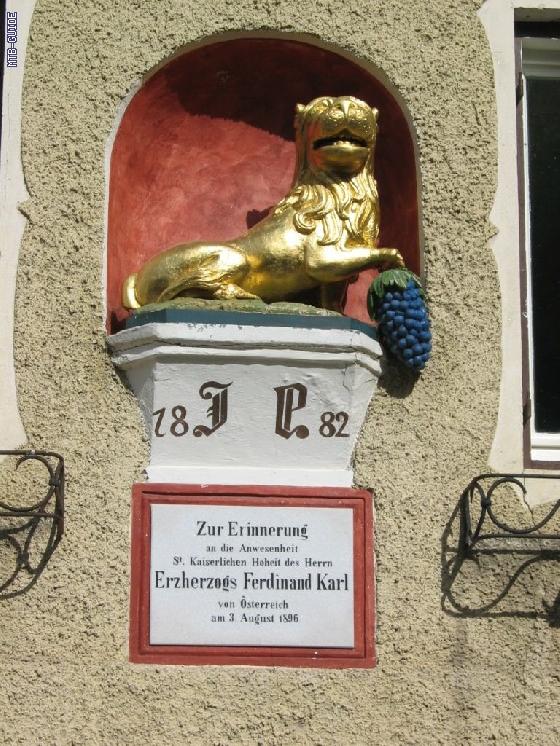 MTB-GUIDE
18 J P 82
Zur Erinnerung
an die Anwesenheit
Sr. Kaiserlichen Hoheit des Herrn
Erzherzogs Ferdinand Karl
von Österreich
am 3. August 1896